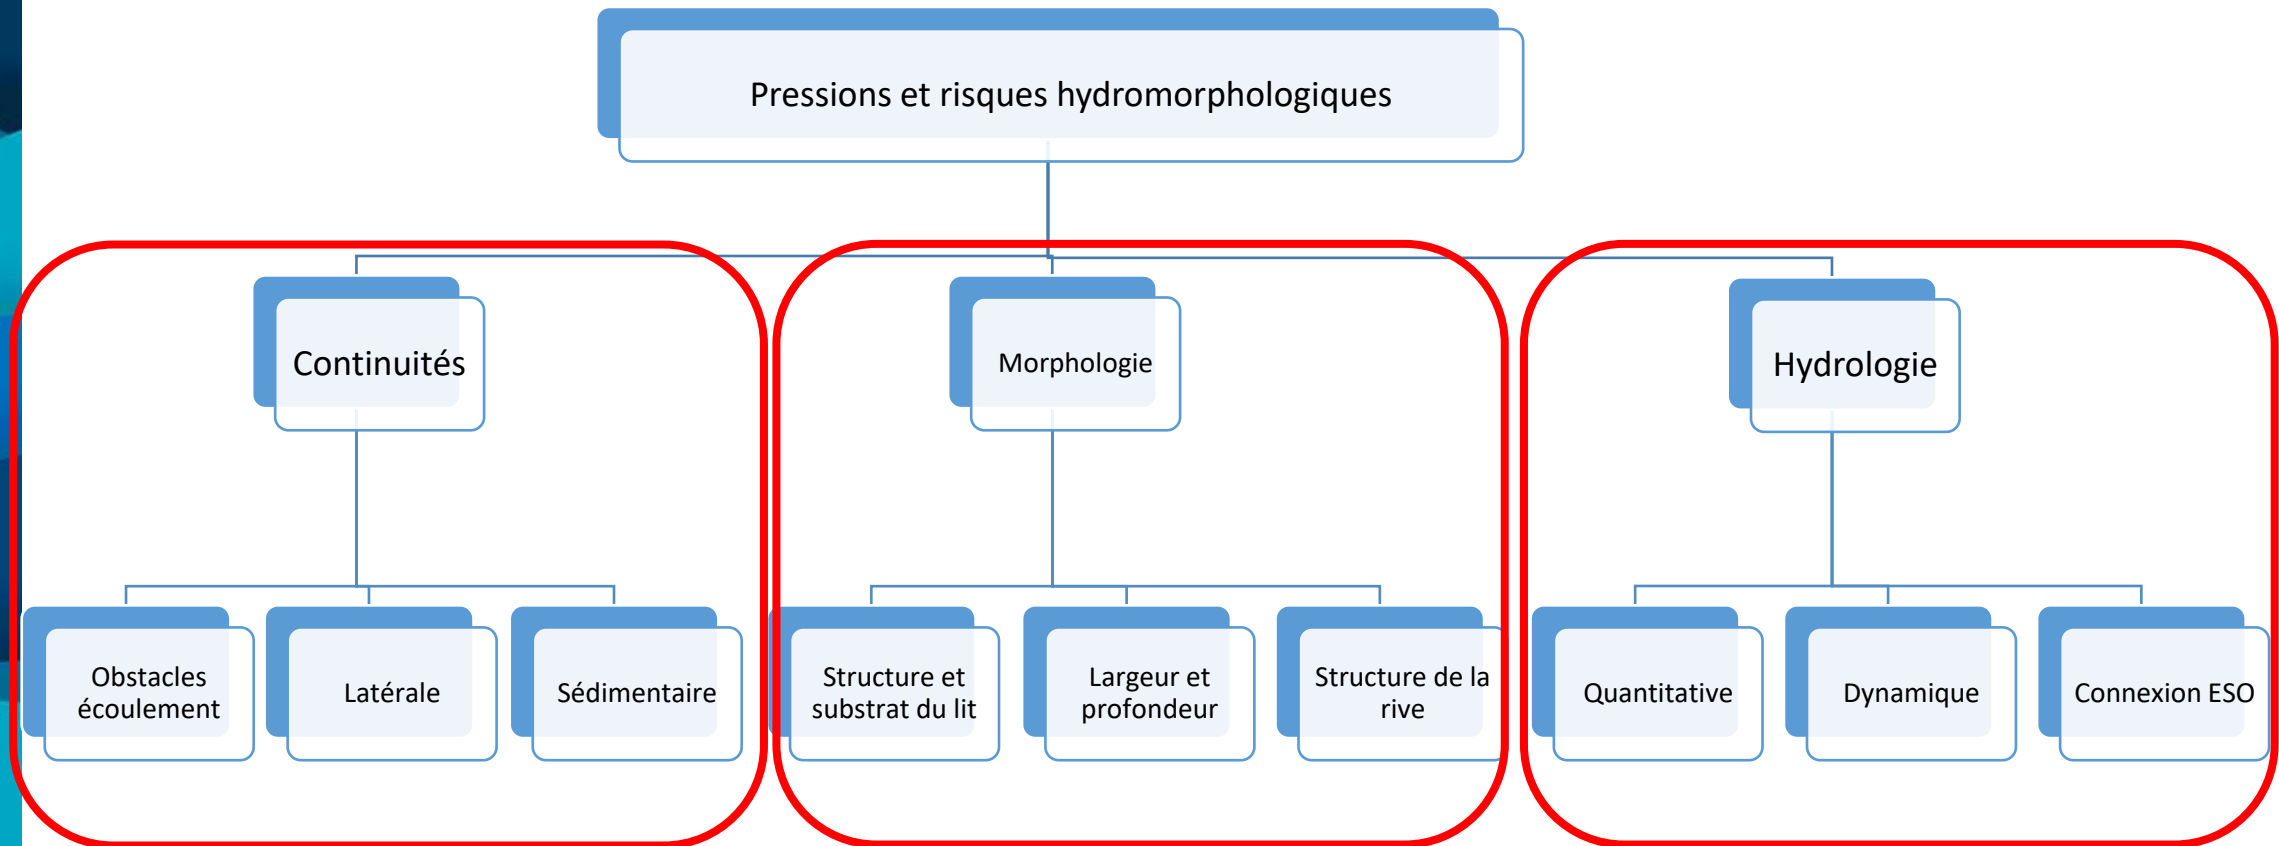 Pressions et risques hydromorphologiques
Continuités
Morphologie
Hydrologie
Obstacles
écoulement
Latérale
Sédimentaire
Structure et
substrat du lit
Largeur et
profondeur
Structure de la
rive
Quantitative
Dynamique
Connexion ESO